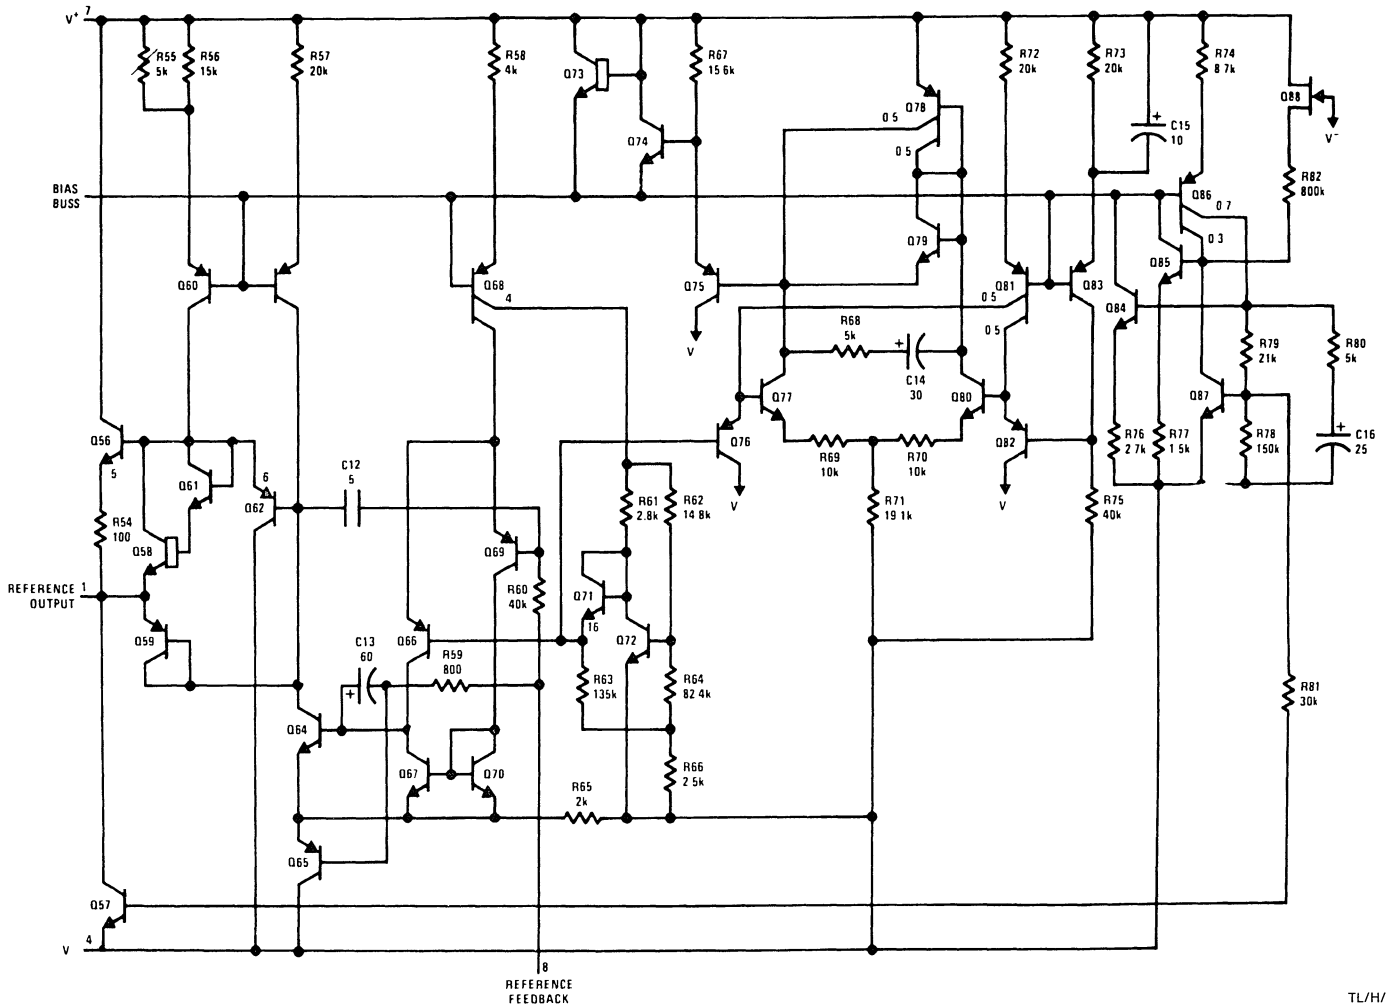 V+ 7
R55
5k
R56
15k
R57
20k
R58
4k
Q73
R67
15 6k
Q74
Q78
0 5
0 5
R72
20k
R73
20k
C15
10
R74
8 7k
Q88
V-
R82
800k
BIAS
BUSS
Q86
0 7
0 3
Q79
Q85
Q60
Q68
4
Q75
Q81
0 5
0 5
Q83
Q84
V
R68
5k
C14
30
R79
21k
R80
5k
Q77
Q80
Q87
Q56
5
Q61
6
Q62
C12
5
Q76
R69
10k
R70
10k
Q82
R76
2 7k
R77
1 5k
R78
150k
C16
25
R54
100
Q58
Q69
R61
2.8k
R62
14 8k
V
R71
19 1k
V
R75
40k
REFERENCE 1
OUTPUT
R60
40k
Q71
16
Q72
Q59
C13
60
Q66
R59
800
R63
135k
R64
82 4k
R81
30k
Q64
Q67
Q70
R65
2k
R66
2 5k
Q65
Q57
V 4
8
REFERENCE
FEEDBACK
TL/H/